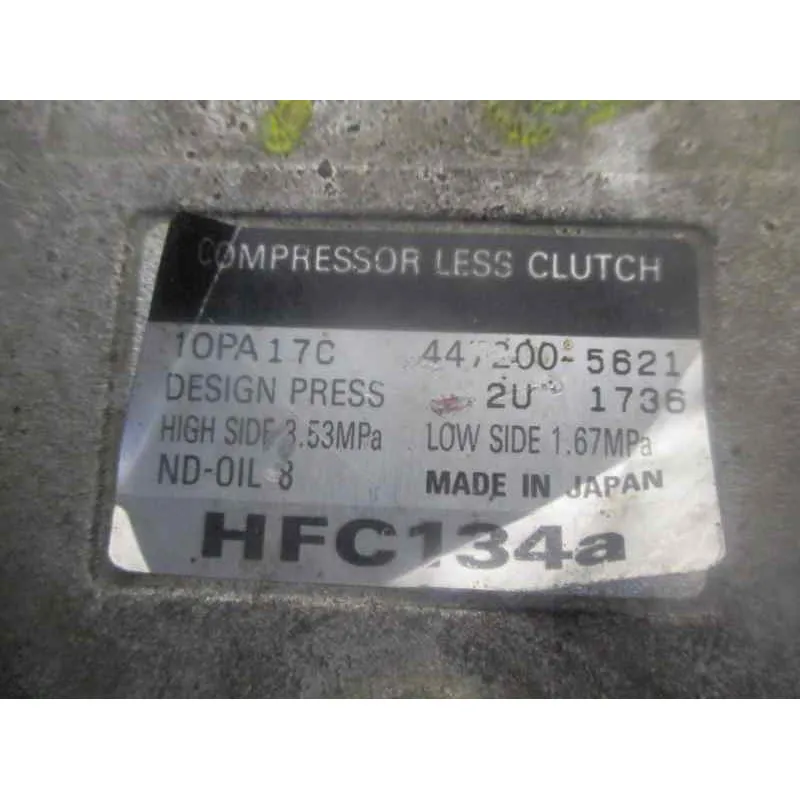 COMPRESSOR LESS CLUTCH
10PA17C 447200-5621
DESIGN PRESS 2U 1736
HIGH SIDE 3.53MPa LOW SIDE 1.67MPa
ND-OIL 8 MADE IN JAPAN
HFC134a